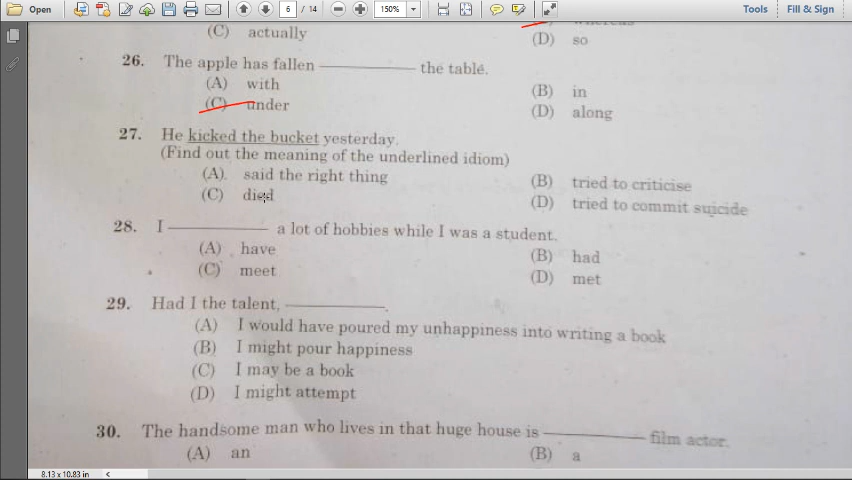 Open
6 / 14
150%
Tools
Fill & Sign
(C) actually
(D) so
26. The apple has fallen ______ the table.
(A) with
(B) in
(C) under
(D) along
27. He kicked the bucket yesterday.
(Find out the meaning of the underlined idiom)
(A) said the right thing
(B) tried to criticise
(C) died
(D) tried to commit suicide
28. I ______ a lot of hobbies while I was a student.
(A) have
(B) had
(C) meet
(D) met
29. Had I the talent, ______.
(A) I would have poured my unhappiness into writing a book
(B) I might pour happiness
(C) I may be a book
(D) I might attempt
30. The handsome man who lives in that huge house is ______ film actor.
(A) an
(B) a
8.13 x 10.83 in